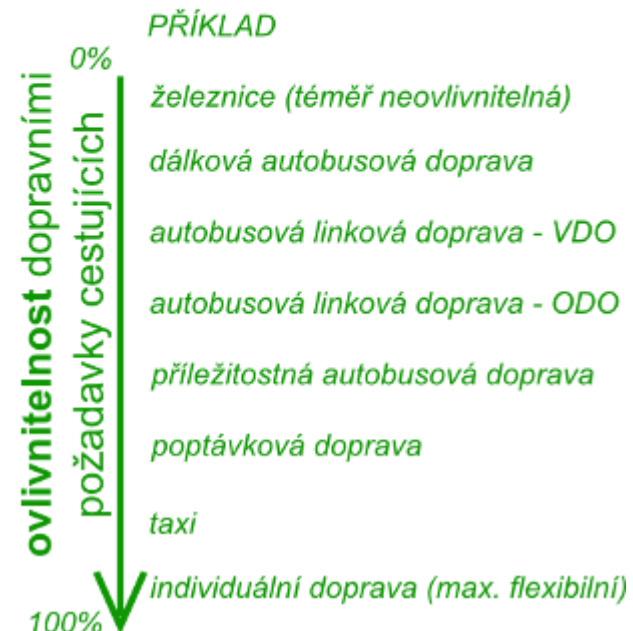 PŘÍKLAD
0%
ovlivnitelnost dopravními
požadavky cestujících
železnice (téměř neovlivnitelná)
dálková autobusová doprava
autobusová linková doprava - VDO
autobusová linková doprava - ODO
příležitostná autobusová doprava
poptávková doprava
taxi
individuální doprava (max. flexibilní)
100%